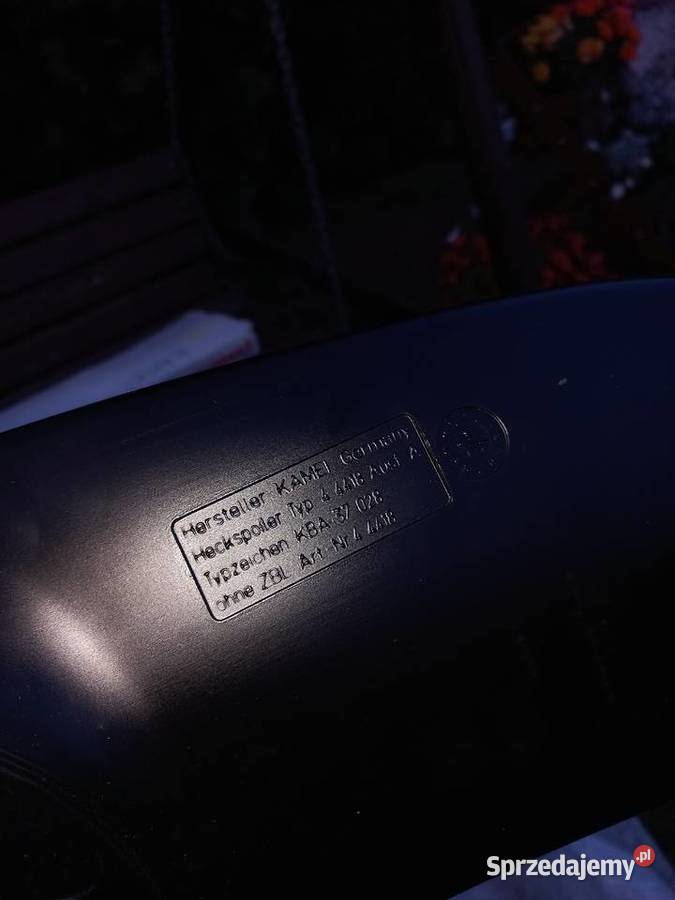 Hersteller KAMEI Germany
Heckspoiler Typ 4 4418 Ausf A
Typzeichen KBA 37 028
ohne ZBL Art-Nr.4 4418
Sprzedajemy.pl